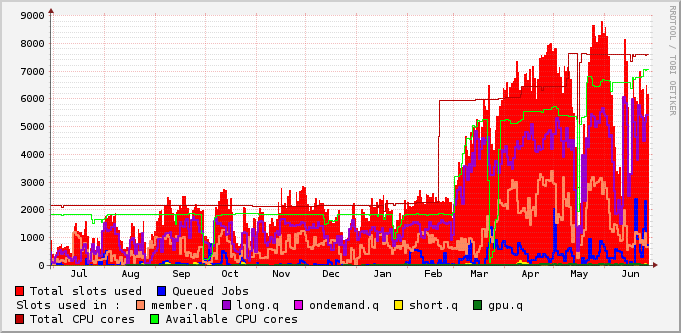 9000
8000
7000
6000
5000
4000
3000
2000
1000
0
Jul Aug Sep Oct Nov Dec Jan Feb Mar Apr May Jun
RRDTOOL / TOBI OETIKER
Total slots used Queued Jobs
Slots used in : member.q long.q ondemand.q short.q gpu.q
Total CPU cores Available CPU cores